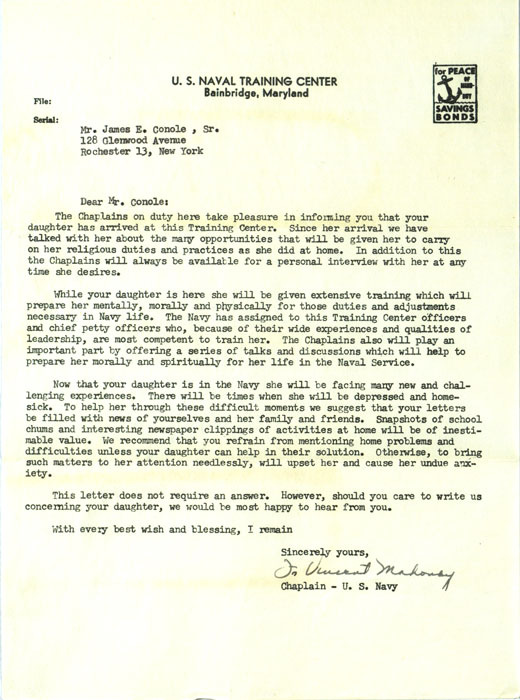 U. S. NAVAL TRAINING CENTER
Bainbridge, Maryland
for PEACE
SAVINGS
BONDS
File:
Serial:
Mr. James E. Conole , Sr.
128 Glenwood Avenue
Rochester 13, New York
Dear Mr. Conole:
The Chaplains on duty here take pleasure in informing you that your
daughter has arrived at this Training Center. Since her arrival we have
talked with her about the many opportunities that will be given her to carry
on her religious duties and practices as she did at home. In addition to this
the Chaplains will always be available for a personal interview with her at any
time she desires.
While your daughter is here she will be given extensive training which will
prepare her mentally, morally and physically for those duties and adjustments
necessary in Navy life. The Navy has assigned to this Training Center officers
and chief petty officers who, because of their wide experiences and qualities of
leadership, are most competent to train her. The Chaplains also will play an
important part by offering a series of talks and discussions which will help to
prepare her morally and spiritually for her life in the Naval Service.
Now that your daughter is in the Navy she will be facing many new and chal-
lenging experiences. There will be times when she will be depressed and home-
sick. To help her through these difficult moments we suggest that your letters
be filled with news of yourselves and her family and friends. Snapshots of school
chums and interesting newspaper clippings of activities at home will be of inesti-
mable value. We recommend that you refrain from mentioning home problems and
difficulties unless your daughter can help in their solution. Otherwise, to bring
such matters to her attention needlessly, will upset her and cause her undue anx-
iety.
This letter does not require an answer. However, should you care to write us
concerning your daughter, we would be most happy to hear from you.
With every best wish and blessing, I remain
Sincerely yours,
Vincent Mahoney
Chaplain - U. S. Navy